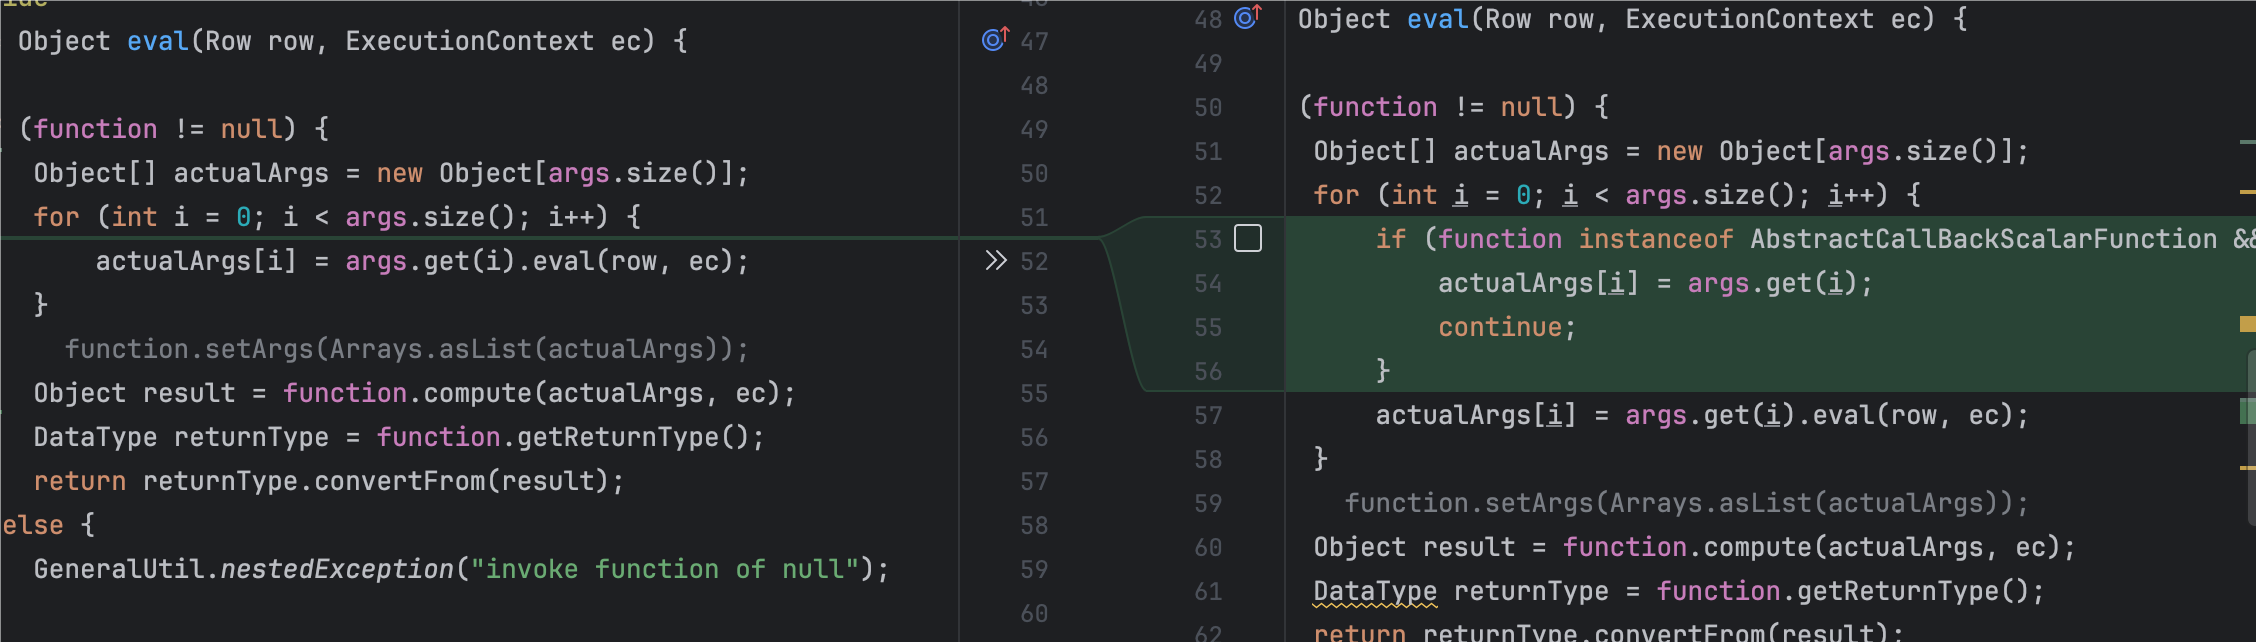 Object eval(Row row, ExecutionContext ec) {
(function != null) {
Object[] actualArgs = new Object[args.size()];
for (int i = 0; i < args.size(); i++) {
actualArgs[i] = args.get(i).eval(row, ec);
}
function.setArgs(Arrays.asList(actualArgs));
Object result = function.compute(actualArgs, ec);
DataType returnType = function.getReturnType();
return returnType.convertFrom(result);
else {
GeneralUtil.nestedException("invoke function of null");
47
48
49
50
51
52
53
54
55
56
57
58
59
60
48
49
50
51
52
53
54
55
56
57
58
59
60
61
62
Object eval(Row row, ExecutionContext ec) {
(function != null) {
Object[] actualArgs = new Object[args.size()];
for (int i = 0; i < args.size(); i++) {
if (function instanceof AbstractCallBackScalarFunction &&
actualArgs[i] = args.get(i);
continue;
}
actualArgs[i] = args.get(i).eval(row, ec);
}
function.setArgs(Arrays.asList(actualArgs));
Object result = function.compute(actualArgs, ec);
DataType returnType = function.getReturnType();
return returnType.convertFrom(result);